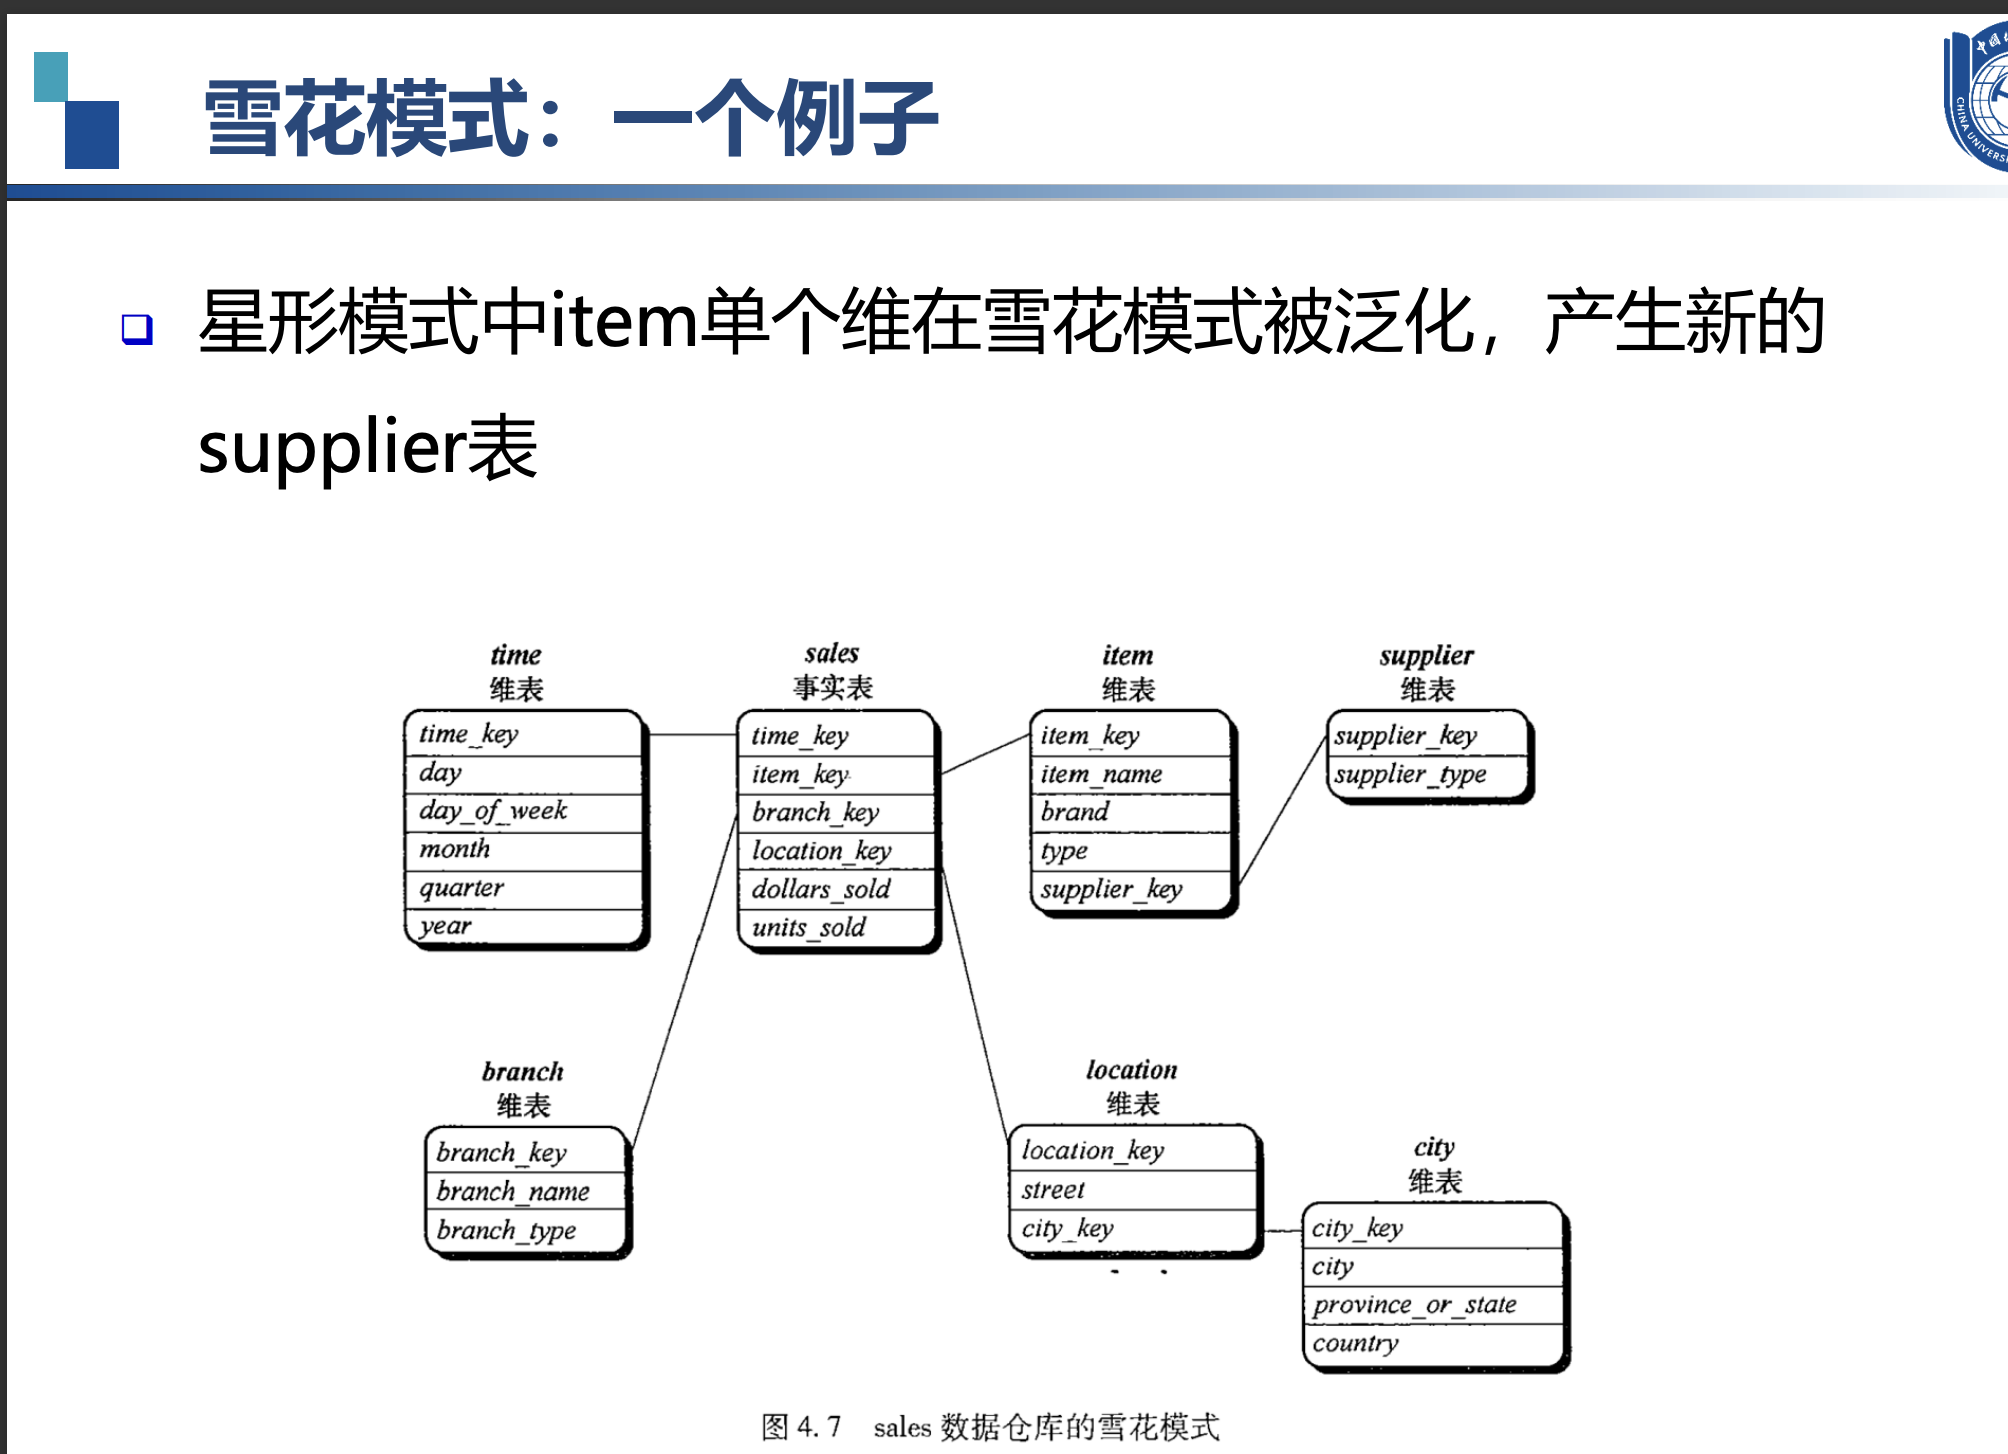 雪花模式：一个例子
星形模式中item单个维在雪花模式被泛化，产生新的
supplier表
time
维表
time_key
day
day_of_week
month
quarter
year
sales
事实表
time_key
item_key
branch_key
location_key
dollars_sold
units_sold
item
维表
item_key
item_name
brand
type
supplier_key
supplier
维表
supplier_key
supplier_type
branch
维表
branch_key
branch_name
branch_type
location
维表
location_key
street
city_key
city
维表
city_key
city
province_or_state
country
图 4.7 sales 数据仓库的雪花模式
中国
CHINA